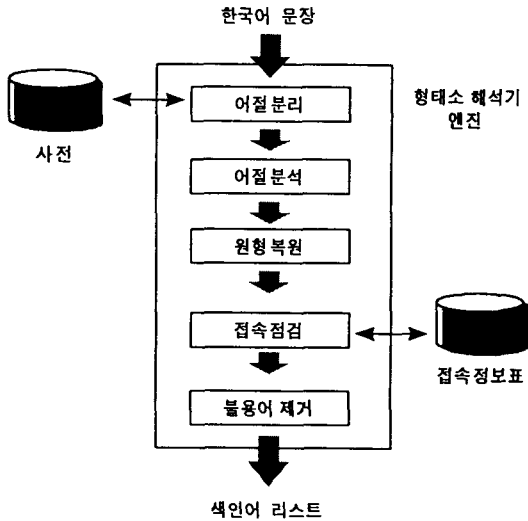 한국어 문장
어절분리
형태소 해석기
엔진
사전
어절분석
원형복원
접속점검
접속정보표
불용어 제거
색인어 리스트